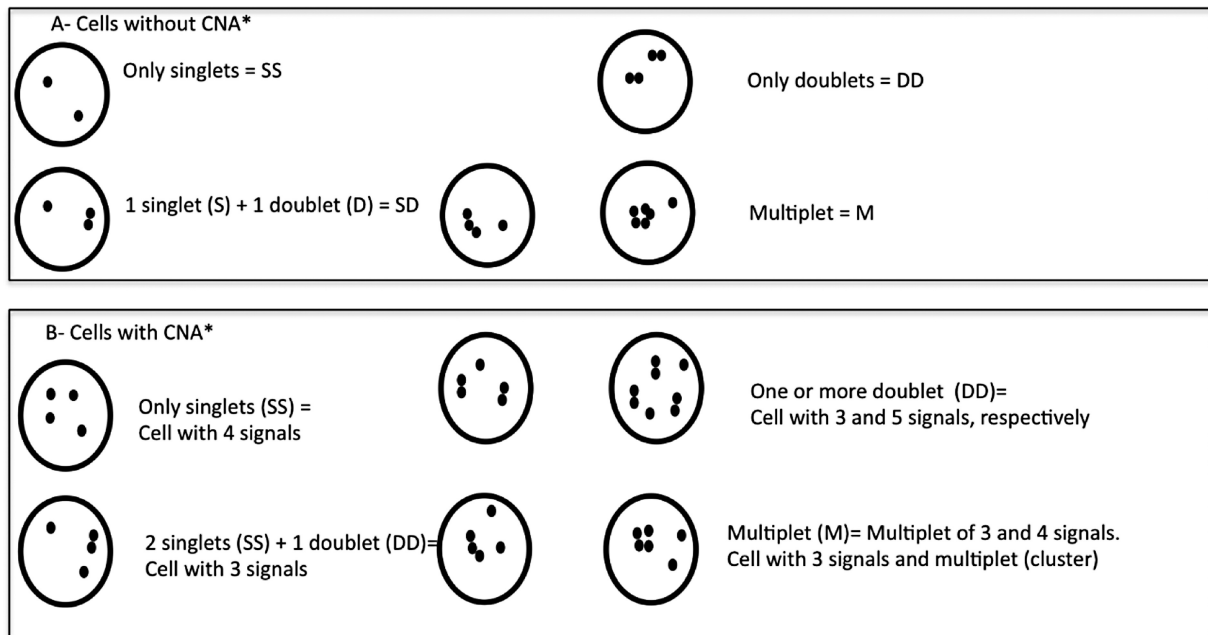 A- Cells without CNA*
Only singlets = SS
Only doublets = DD
1 singlet (S) + 1 doublet (D) = SD
Multiplet = M
B- Cells with CNA*
Only singlets (SS) =
Cell with 4 signals
One or more doublet (DD)=
Cell with 3 and 5 signals, respectively
2 singlets (SS) + 1 doublet (DD)=
Cell with 3 signals
Multiplet (M)= Multiplet of 3 and 4 signals.
Cell with 3 signals and multiplet (cluster)